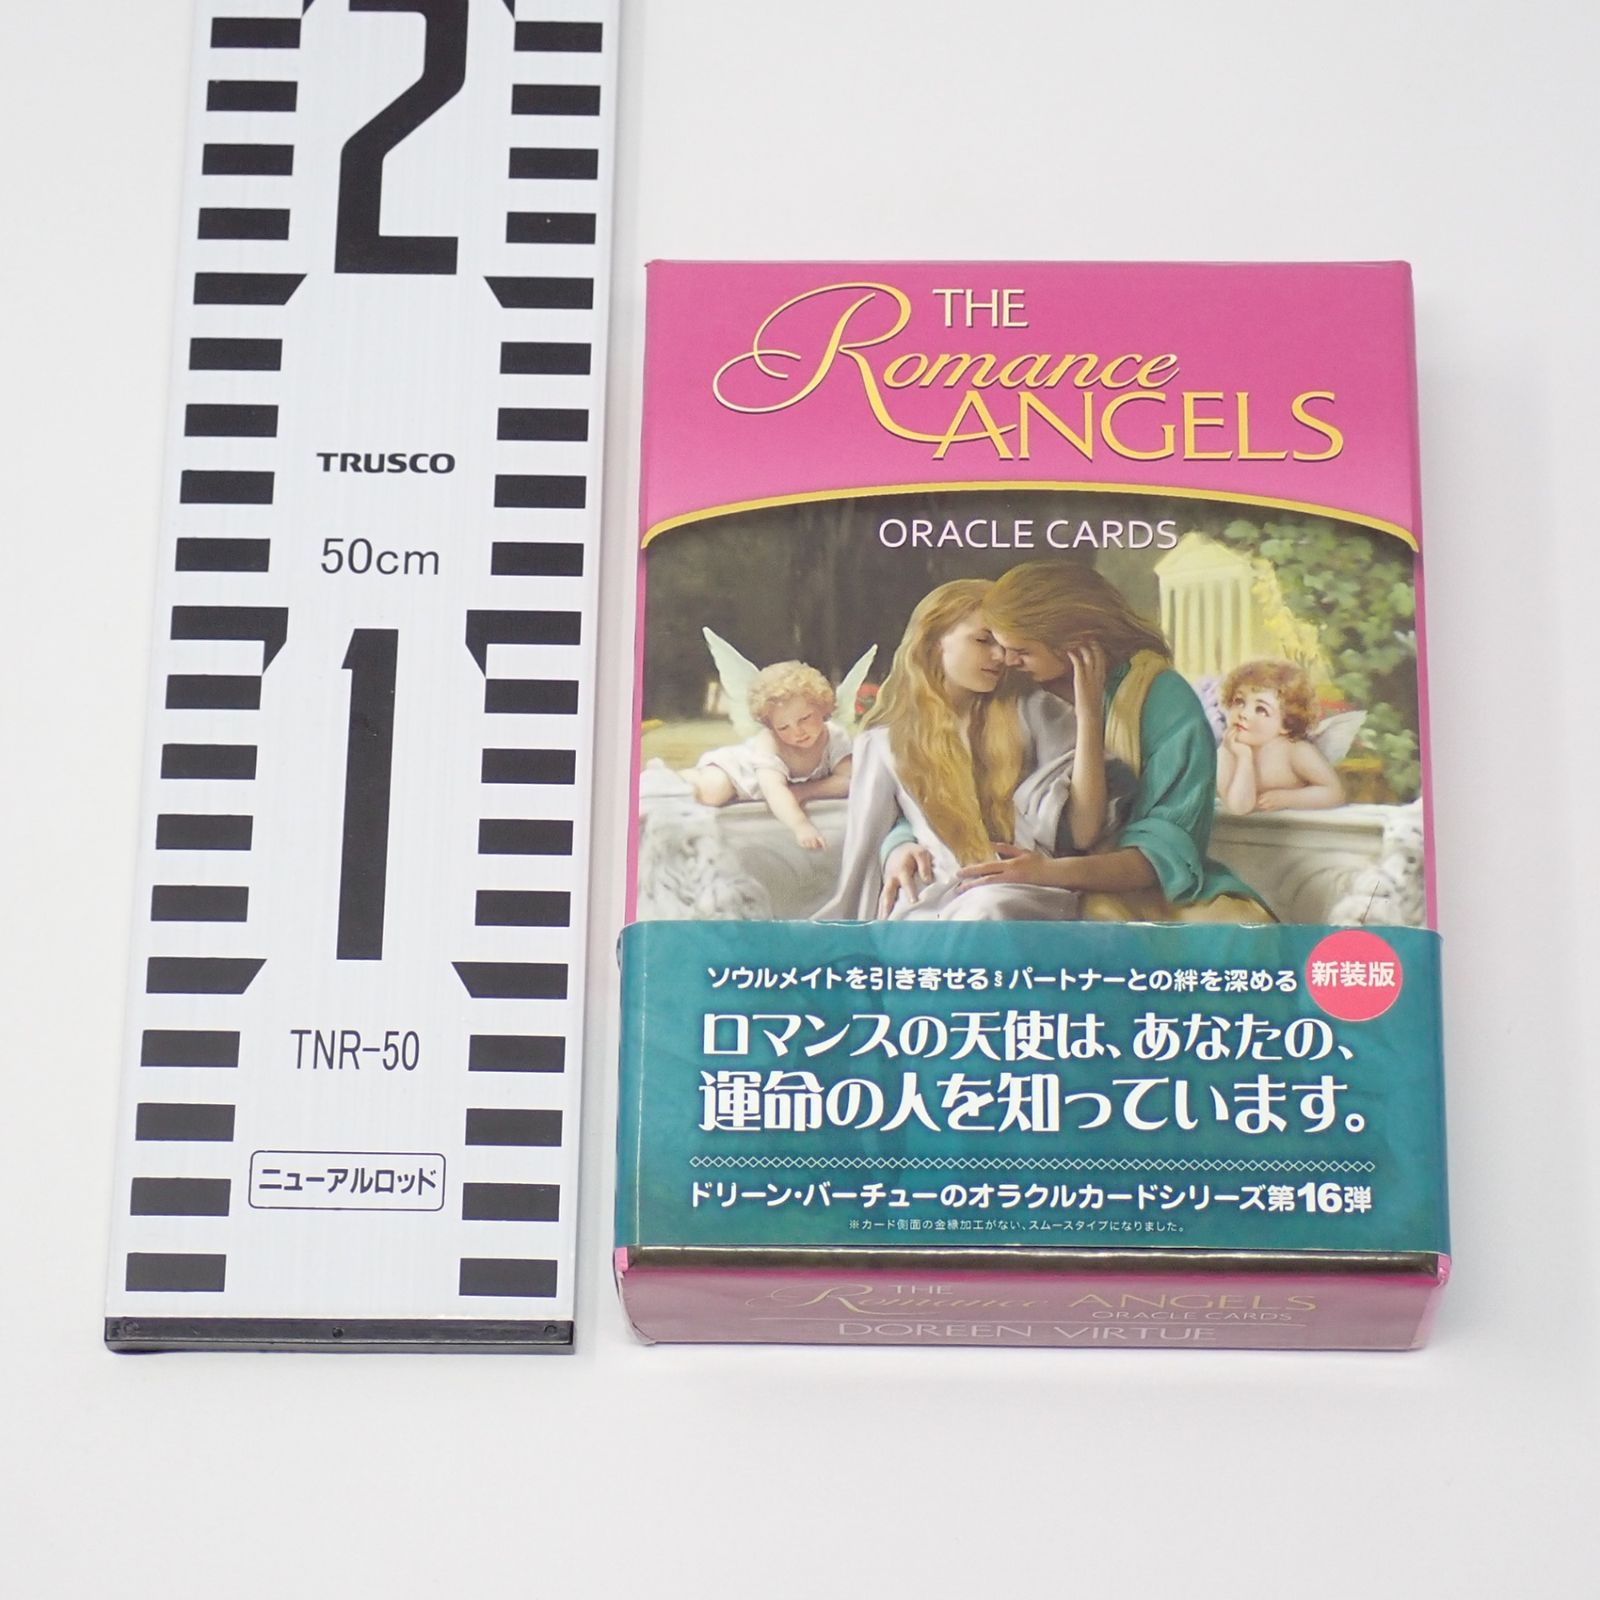 2
TRUSCO
50cm
1
TNR-50
ニューアルロッド
THE
Romance
ANGELS
ORACLE CARDS
ソウルメイトを引き寄せる§パートナーとの絆を深める
新装版
ロマンスの天使は、あなたの、
運命の人を知っています。
ドリーン・バーチューのオラクルカードシリーズ第16弾
※カード側面の金縁加工がない、スムースタイプになりました。
THE
Romance ANGELS
ORACLE CARDS
DOREEN VIRTUE